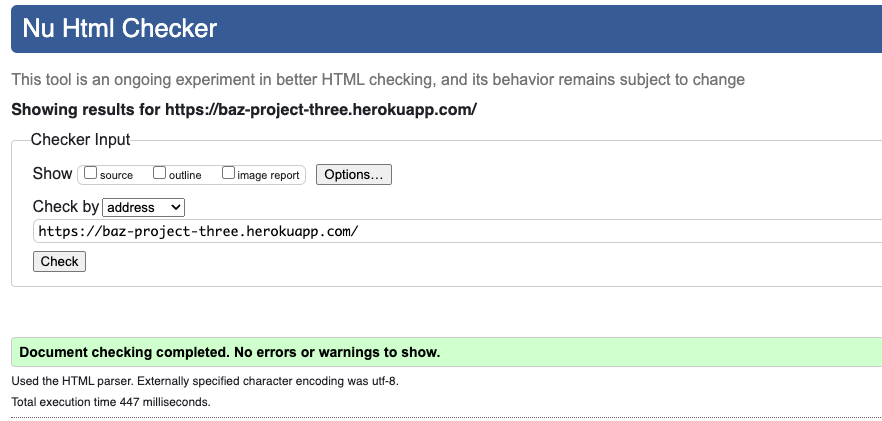 Nu Html Checker
This tool is an ongoing experiment in better HTML checking, and its behavior remains subject to change
Showing results for https://baz-project-three.herokuapp.com/
Checker Input
Show source outline image report Options...
Check by address
https://baz-project-three.herokuapp.com/
Check
Document checking completed. No errors or warnings to show.
Used the HTML parser. Externally specified character encoding was utf-8.
Total execution time 447 milliseconds.